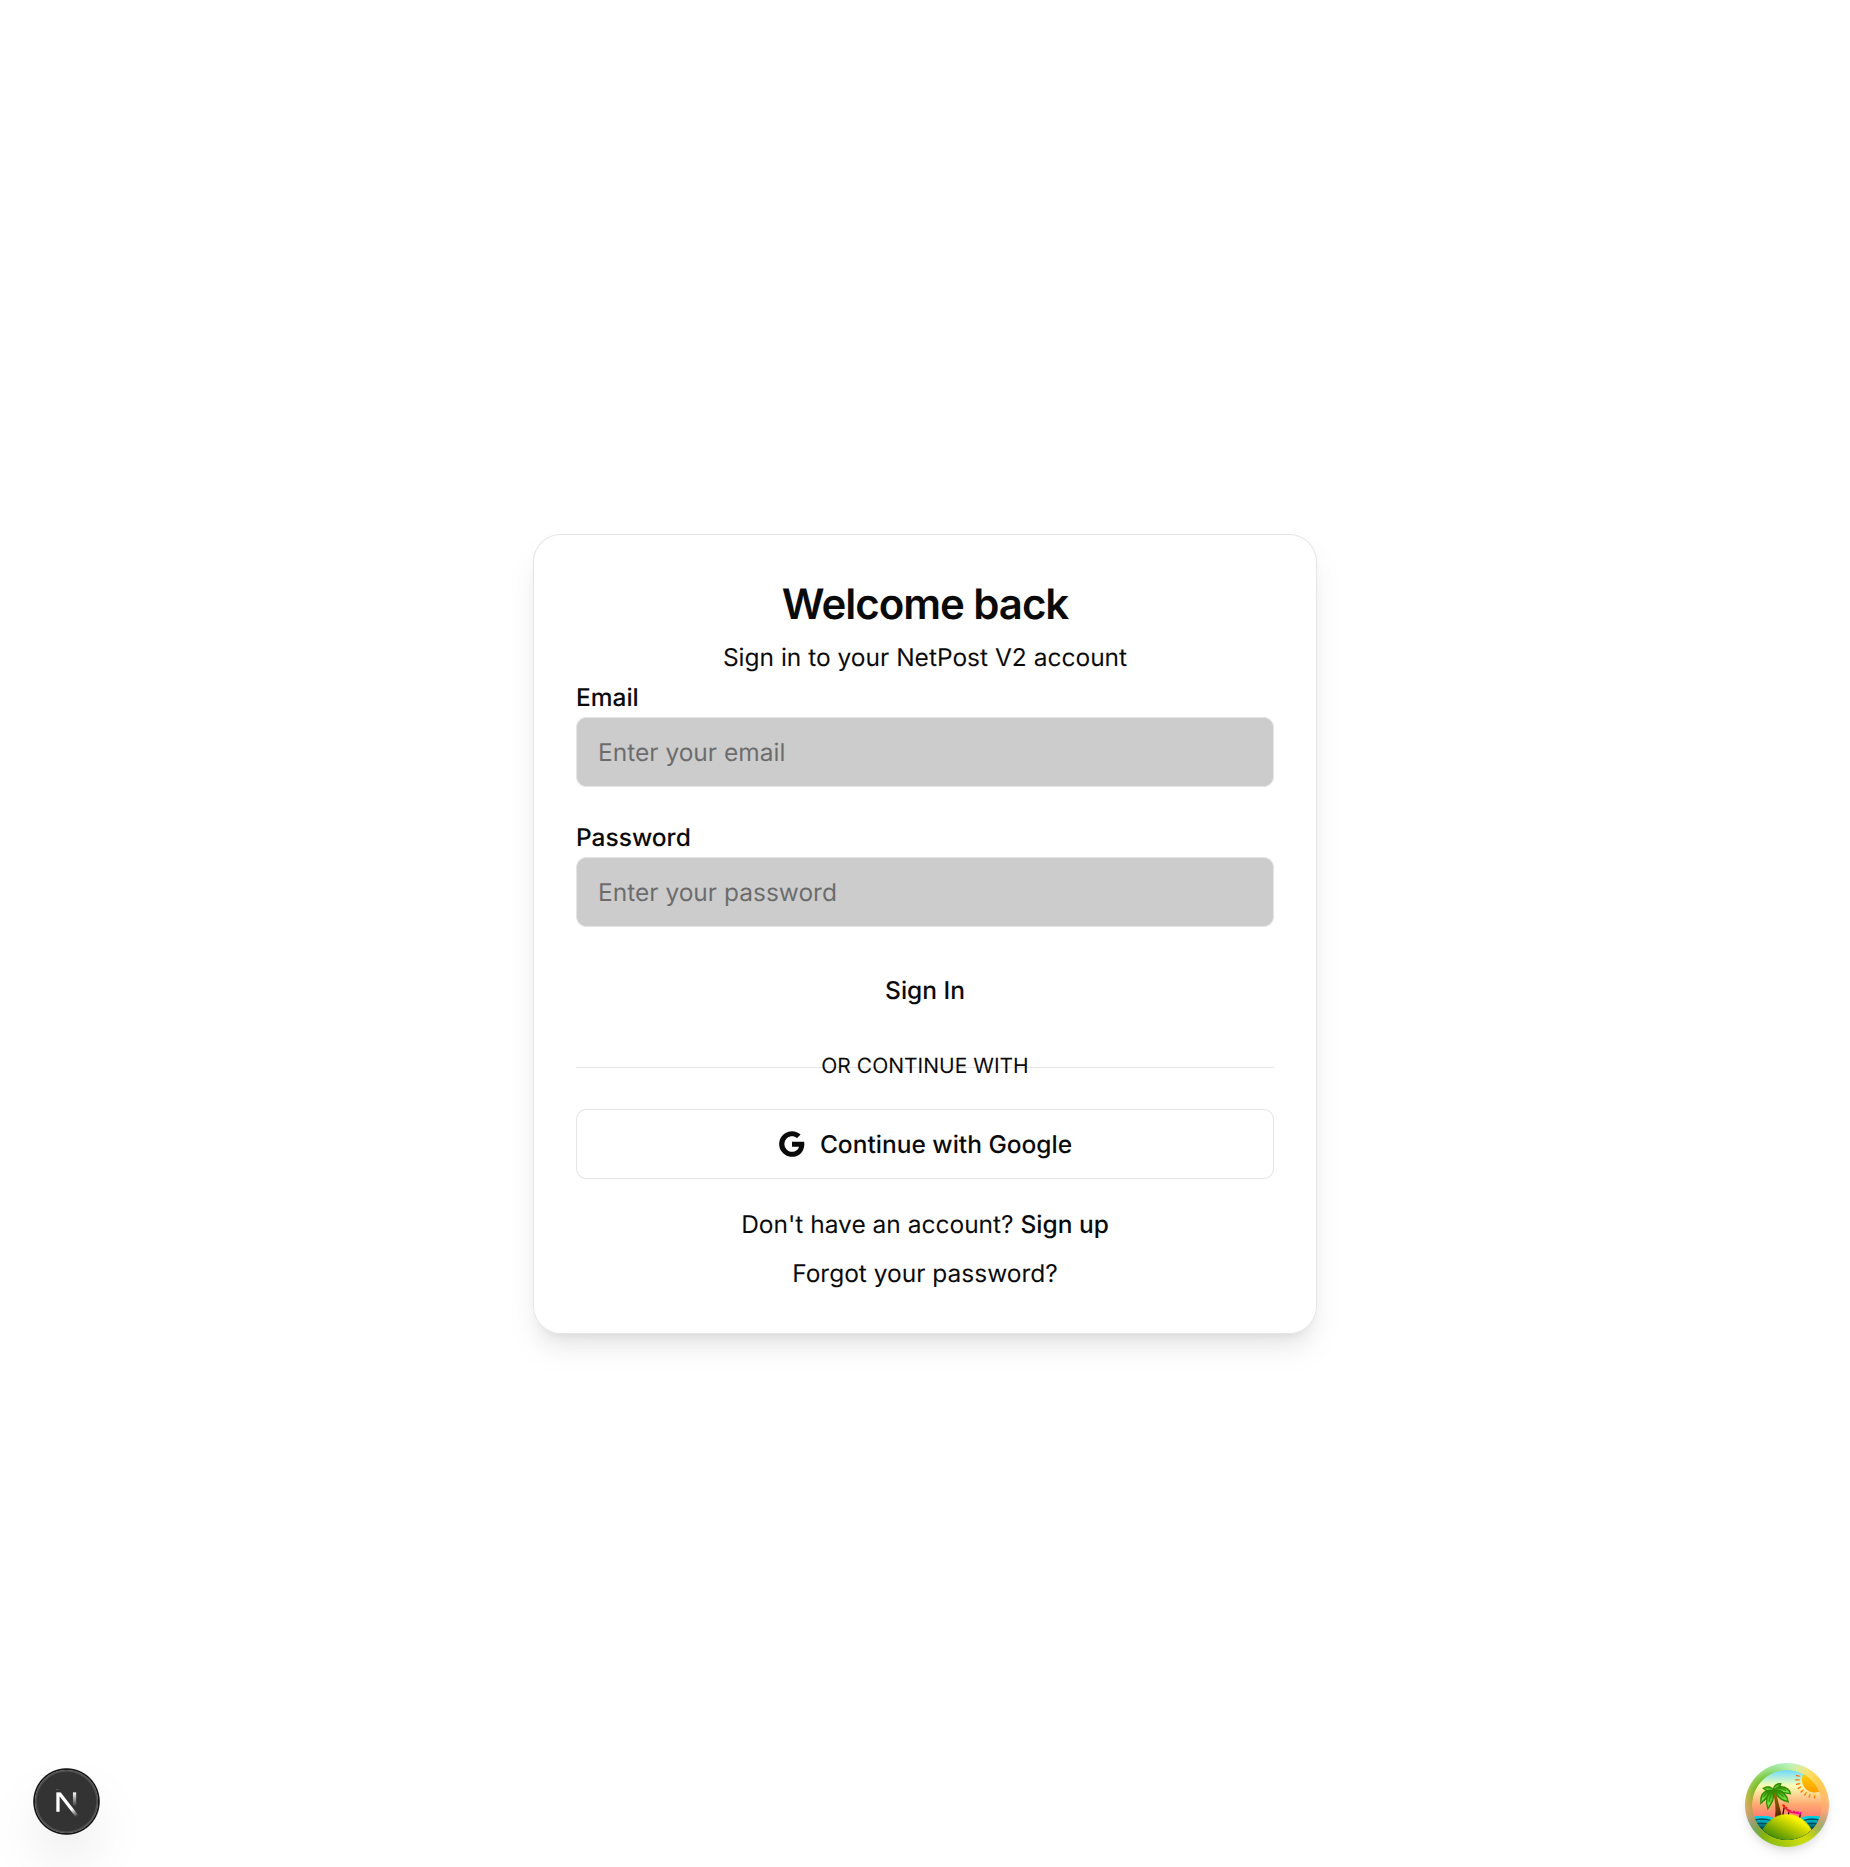 Welcome back
Sign in to your NetPost V2 account
Email
Enter your email
Password
Enter your password
Sign In
OR CONTINUE WITH
G Continue with Google
Don't have an account? Sign up
Forgot your password?
N